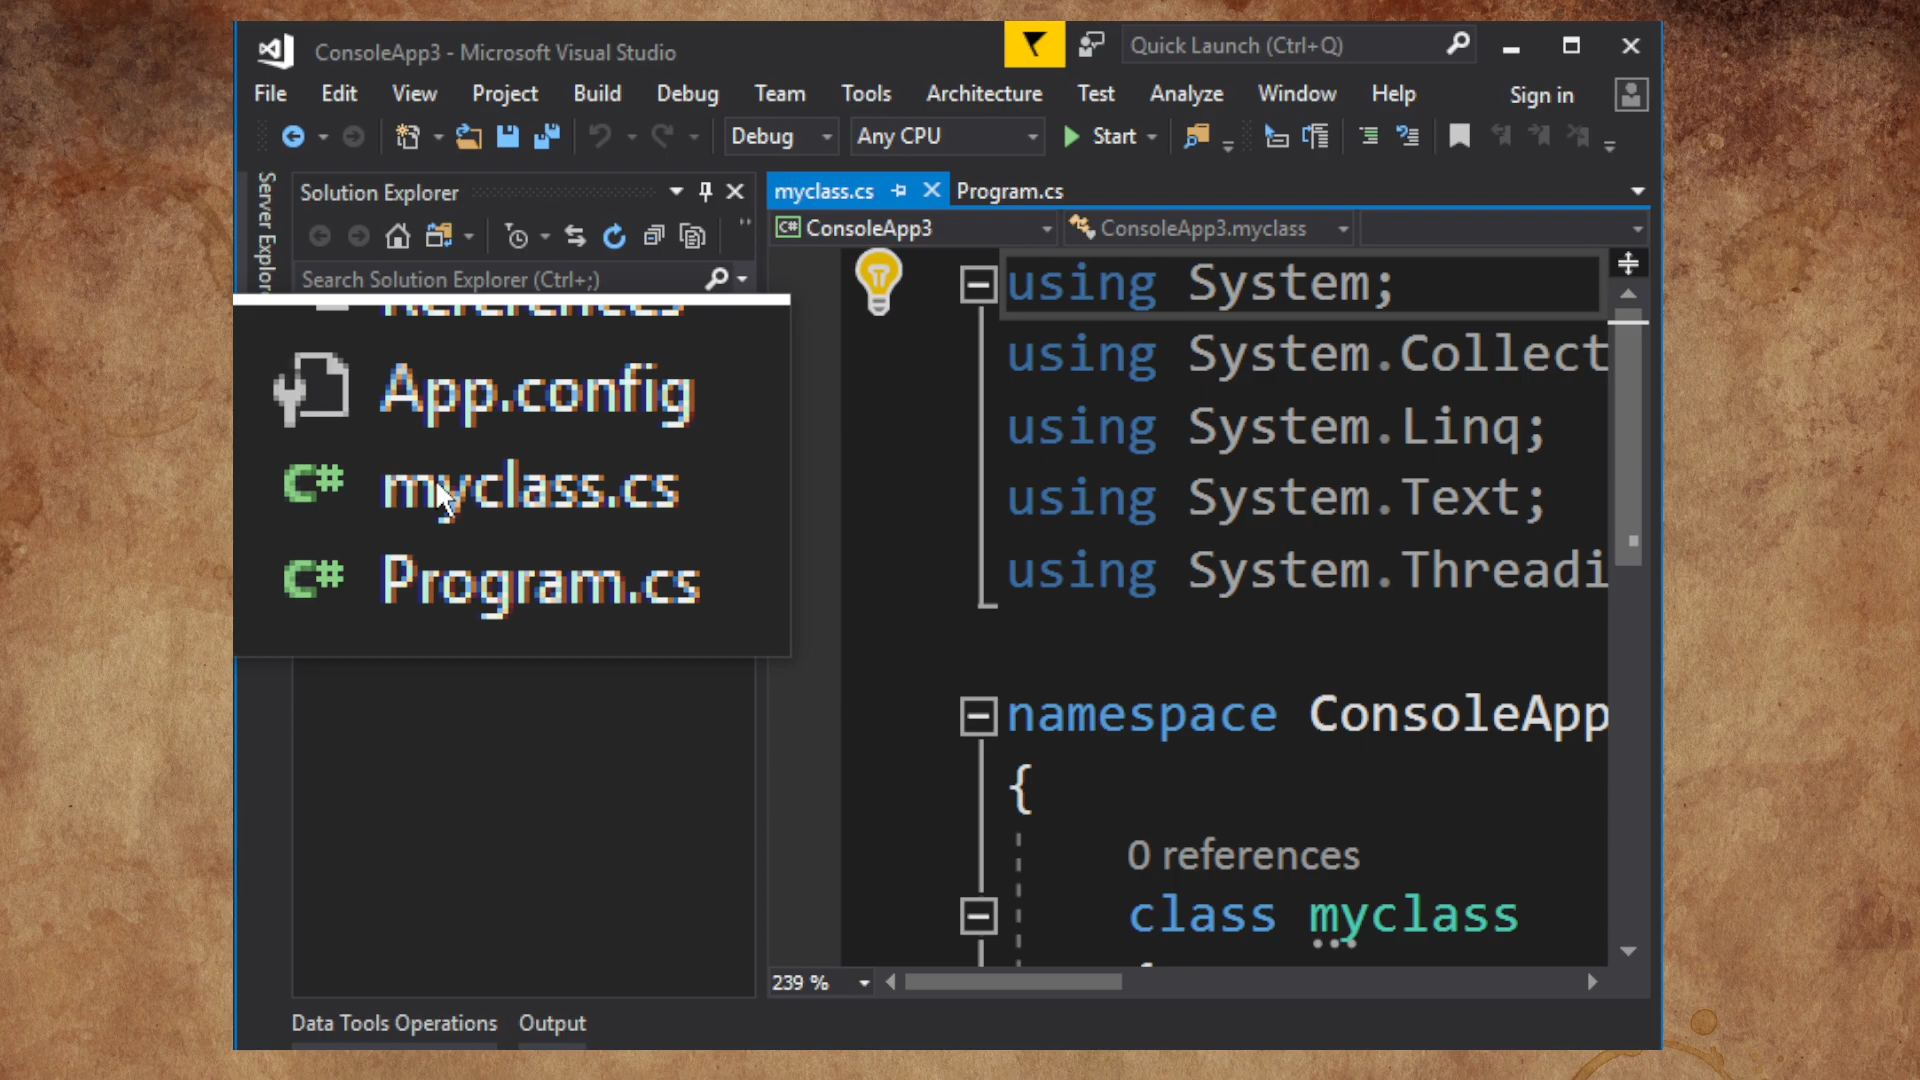 ConsoleApp3 - Microsoft Visual Studio
Quick Launch (Ctrl+Q)
File Edit View Project Build Debug Team Tools Architecture Test Analyze Window Help Sign in
Debug Any CPU Start
Server Explor
Solution Explorer
myclass.cs Program.cs
C# ConsoleApp3 ConsoleApp3.myclass
Search Solution Explorer (Ctrl+;)
References
App.config
C# myclass.cs
C# Program.cs
using System;
using System.Collect
using System.Linq;
using System.Text;
using System.Threadi
namespace ConsoleApp
{
0 references
class myclass
239 %
Data Tools Operations Output